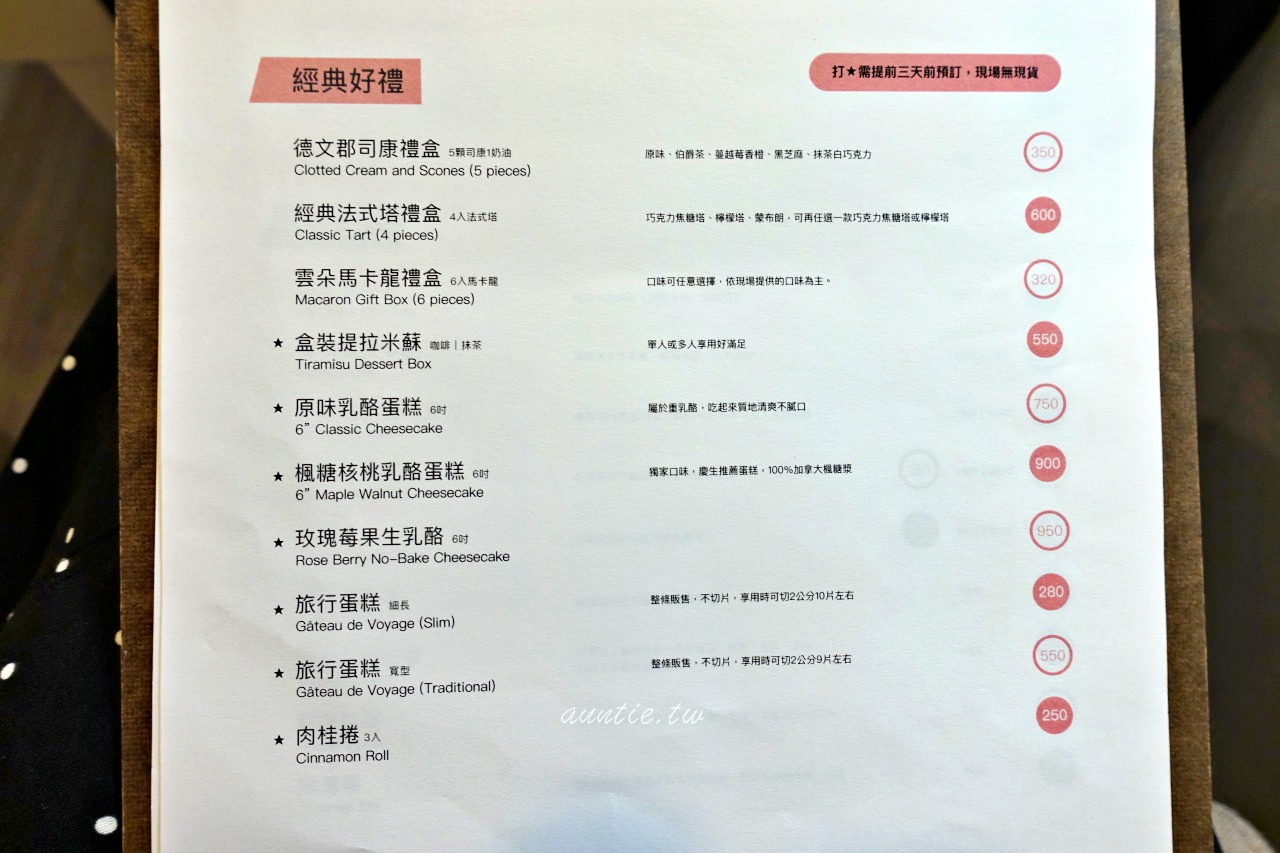 經典好禮
打★需提前三天前預訂，現場無現貨
德文郡司康禮盒 5顆司康1奶油 原味、伯爵茶、蔓越莓香橙、黑芝麻、抹茶白巧克力 350
Clotted Cream and Scones (5 pieces)
經典法式塔禮盒 4入法式塔 巧克力焦糖塔、檸檬塔、蒙布朗，可再任選一款巧克力焦糖塔或檸檬塔 600
Classic Tart (4 pieces)
雲朵馬卡龍禮盒 6入馬卡龍 口味可任意選擇，依現場提供的口味為主。 320
Macaron Gift Box (6 pieces)
★ 盒裝提拉米蘇 咖啡｜抹茶 單人或多人享用好滿足 550
Tiramisu Dessert Box
★ 原味乳酪蛋糕 6吋 屬於重乳酪，吃起來質地清爽不膩口 750
6” Classic Cheesecake
★ 楓糖核桃乳酪蛋糕 6吋 獨家口味，慶生推薦蛋糕，100%加拿大楓糖漿 900
6” Maple Walnut Cheesecake
★ 玫瑰莓果生乳酪 6吋 950
Rose Berry No-Bake Cheesecake
★ 旅行蛋糕 細長 整條販售，不切片，享用時可切2公分10片左右 280
Gâteau de Voyage (Slim)
★ 旅行蛋糕 寬型 整條販售，不切片，享用時可切2公分9片左右 550
Gâteau de Voyage (Traditional)
★ 肉桂捲 3入 250
Cinnamon Roll
auntie.tw